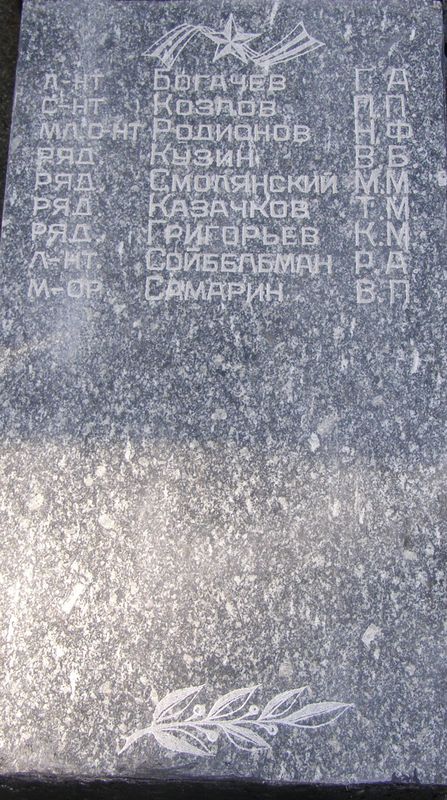 Л-НТ БОГАЧЕВ Г. А
С-НТ КОЗЛОВ П. П
МЛ.С-НТ РОДИОНОВ Н. Ф
РЯД. КУЗИН В. В
РЯД. СМОЛЯНСКИЙ М.М.
РЯД. КАЗАЧКОВ Т. М
РЯД. ГРИГОРЬЕВ К. М
Л-НТ СОЙБЕЛЬМАН Р. А
М-ОР САМАРИН В. П